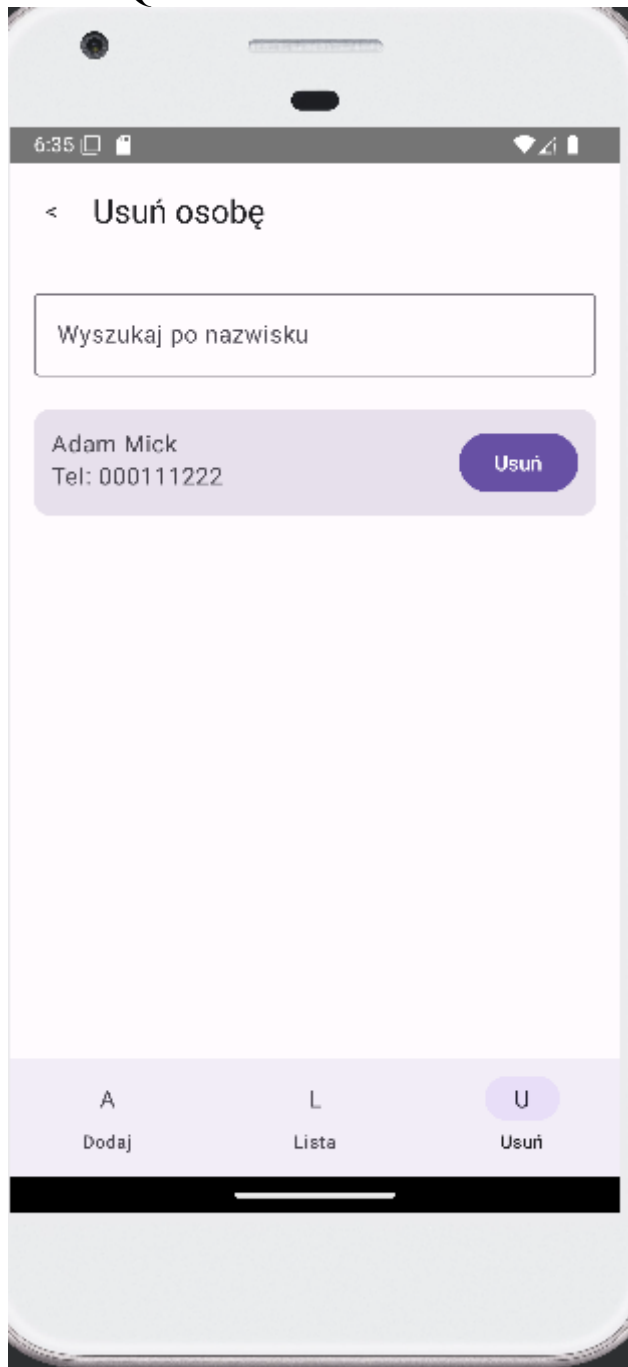 6:35
< Usuń osobę
Wyszukaj po nazwisku
Adam Mick
Tel: 000111222
Usuń
A L U
Dodaj Lista Usuń